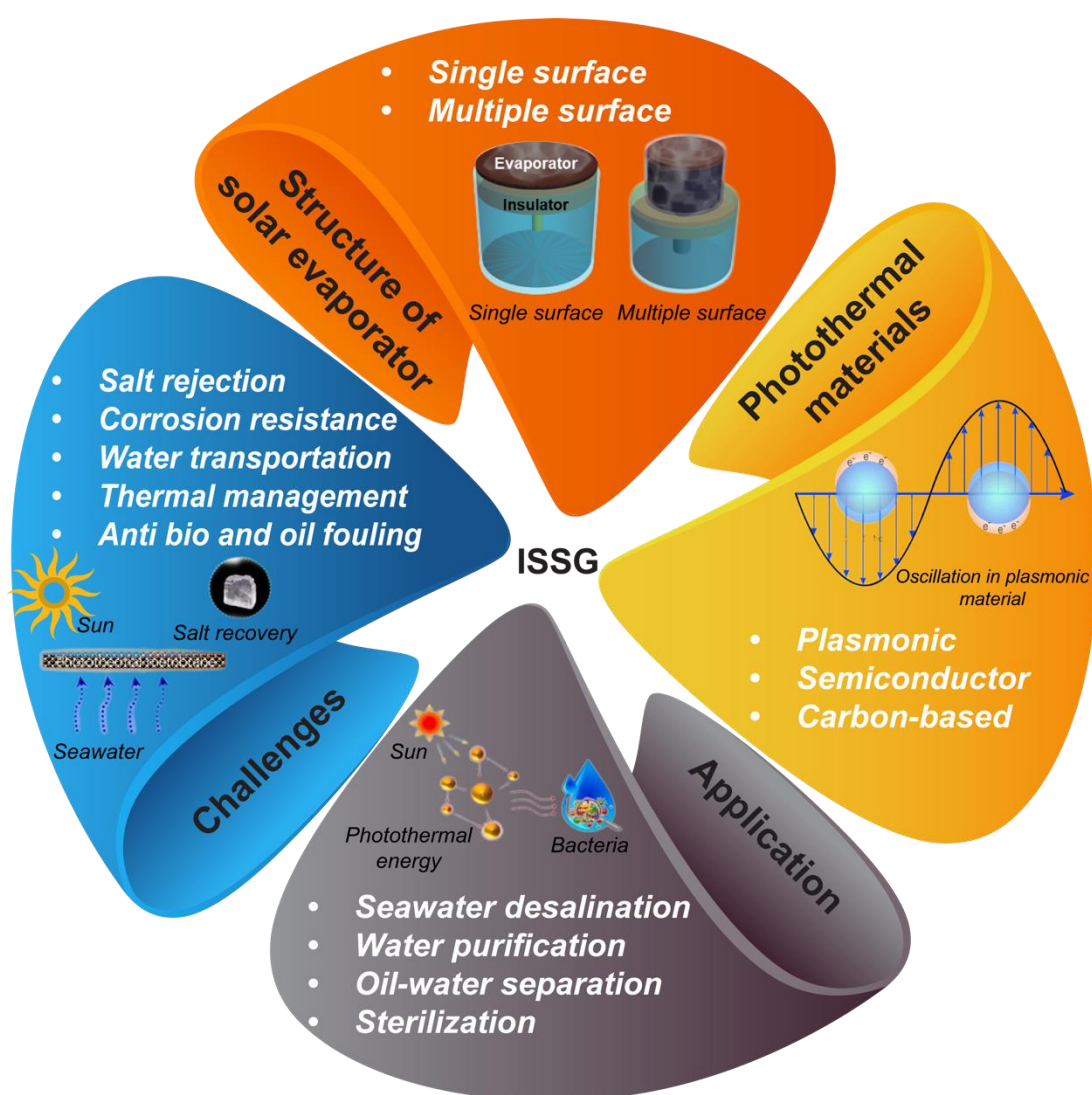 • Single surface
• Multiple surface
Evaporator
Insulator
Single surface
Multiple surface
Structure of
solar evaporator
Photothermal
materials
e⁻ e⁻ e⁻
e⁻ e⁻ e⁻
Oscillation in plasmonic
material
• Plasmonic
• Semiconductor
• Carbon-based
• Salt rejection
• Corrosion resistance
• Water transportation
• Thermal management
• Anti bio and oil fouling
Sun
Salt recovery
Seawater
Challenges
ISSG
Sun
Photothermal
energy
Bacteria
Application
• Seawater desalination
• Water purification
• Oil-water separation
• Sterilization